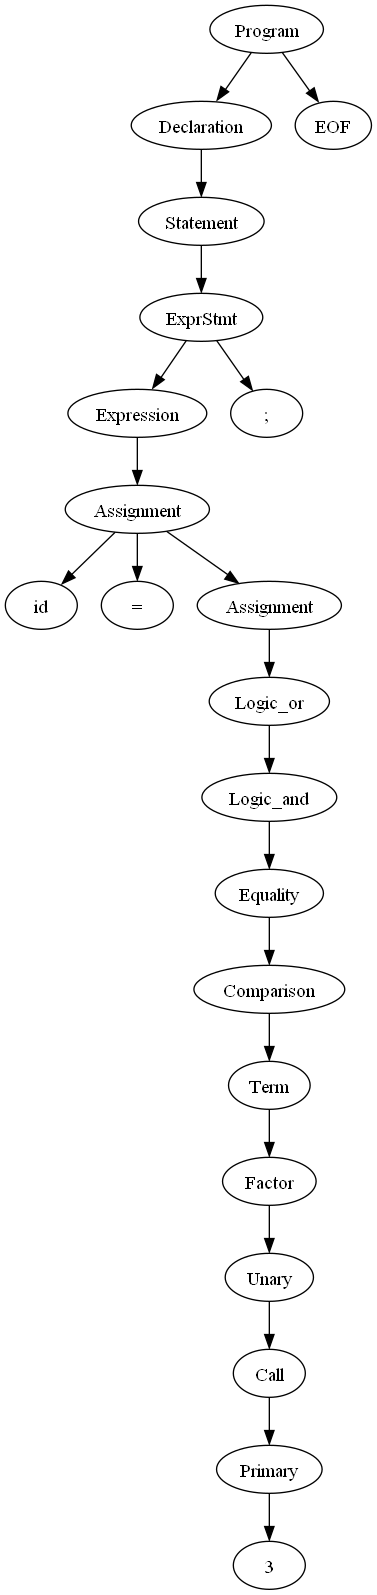 Program
Declaration
EOF
Statement
ExprStmt
Expression
;
Assignment
id
=
Assignment
Logic_or
Logic_and
Equality
Comparison
Term
Factor
Unary
Call
Primary
3